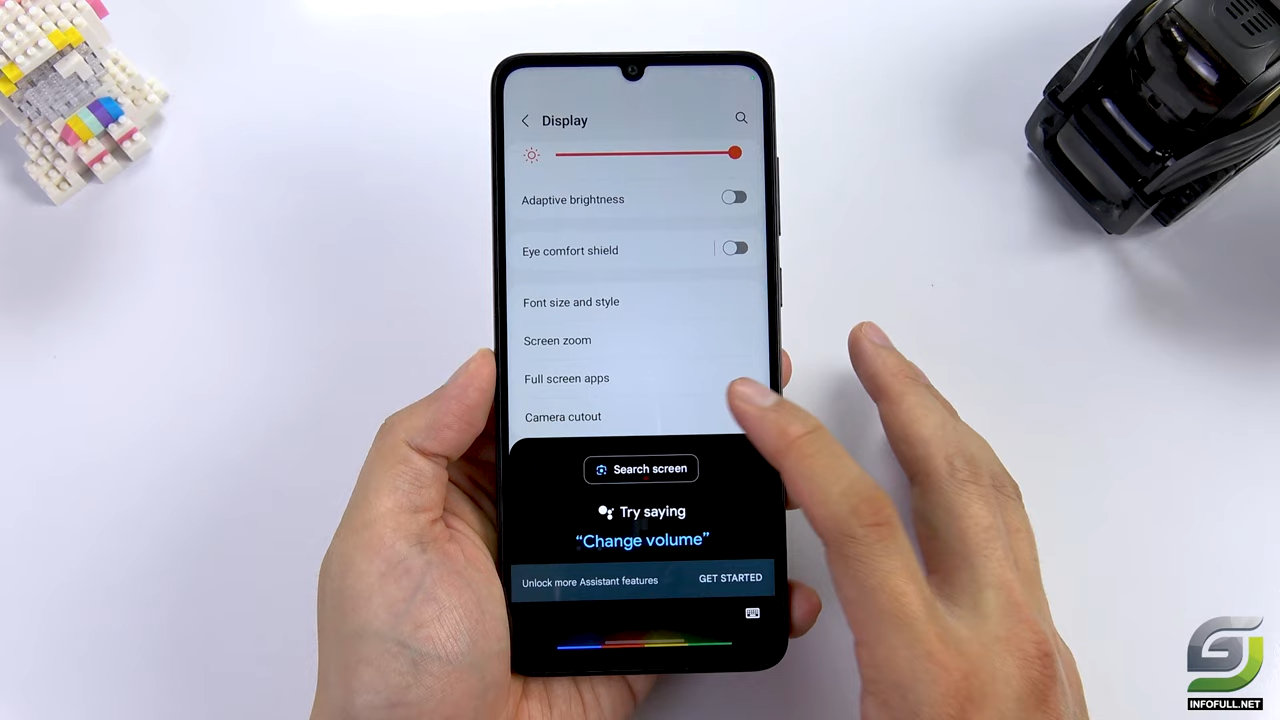 Display
Adaptive brightness
Eye comfort shield
Font size and style
Screen zoom
Full screen apps
Camera cutout
Search screen
Try saying
“Change volume”
Unlock more Assistant features GET STARTED
INFOFULL.NET